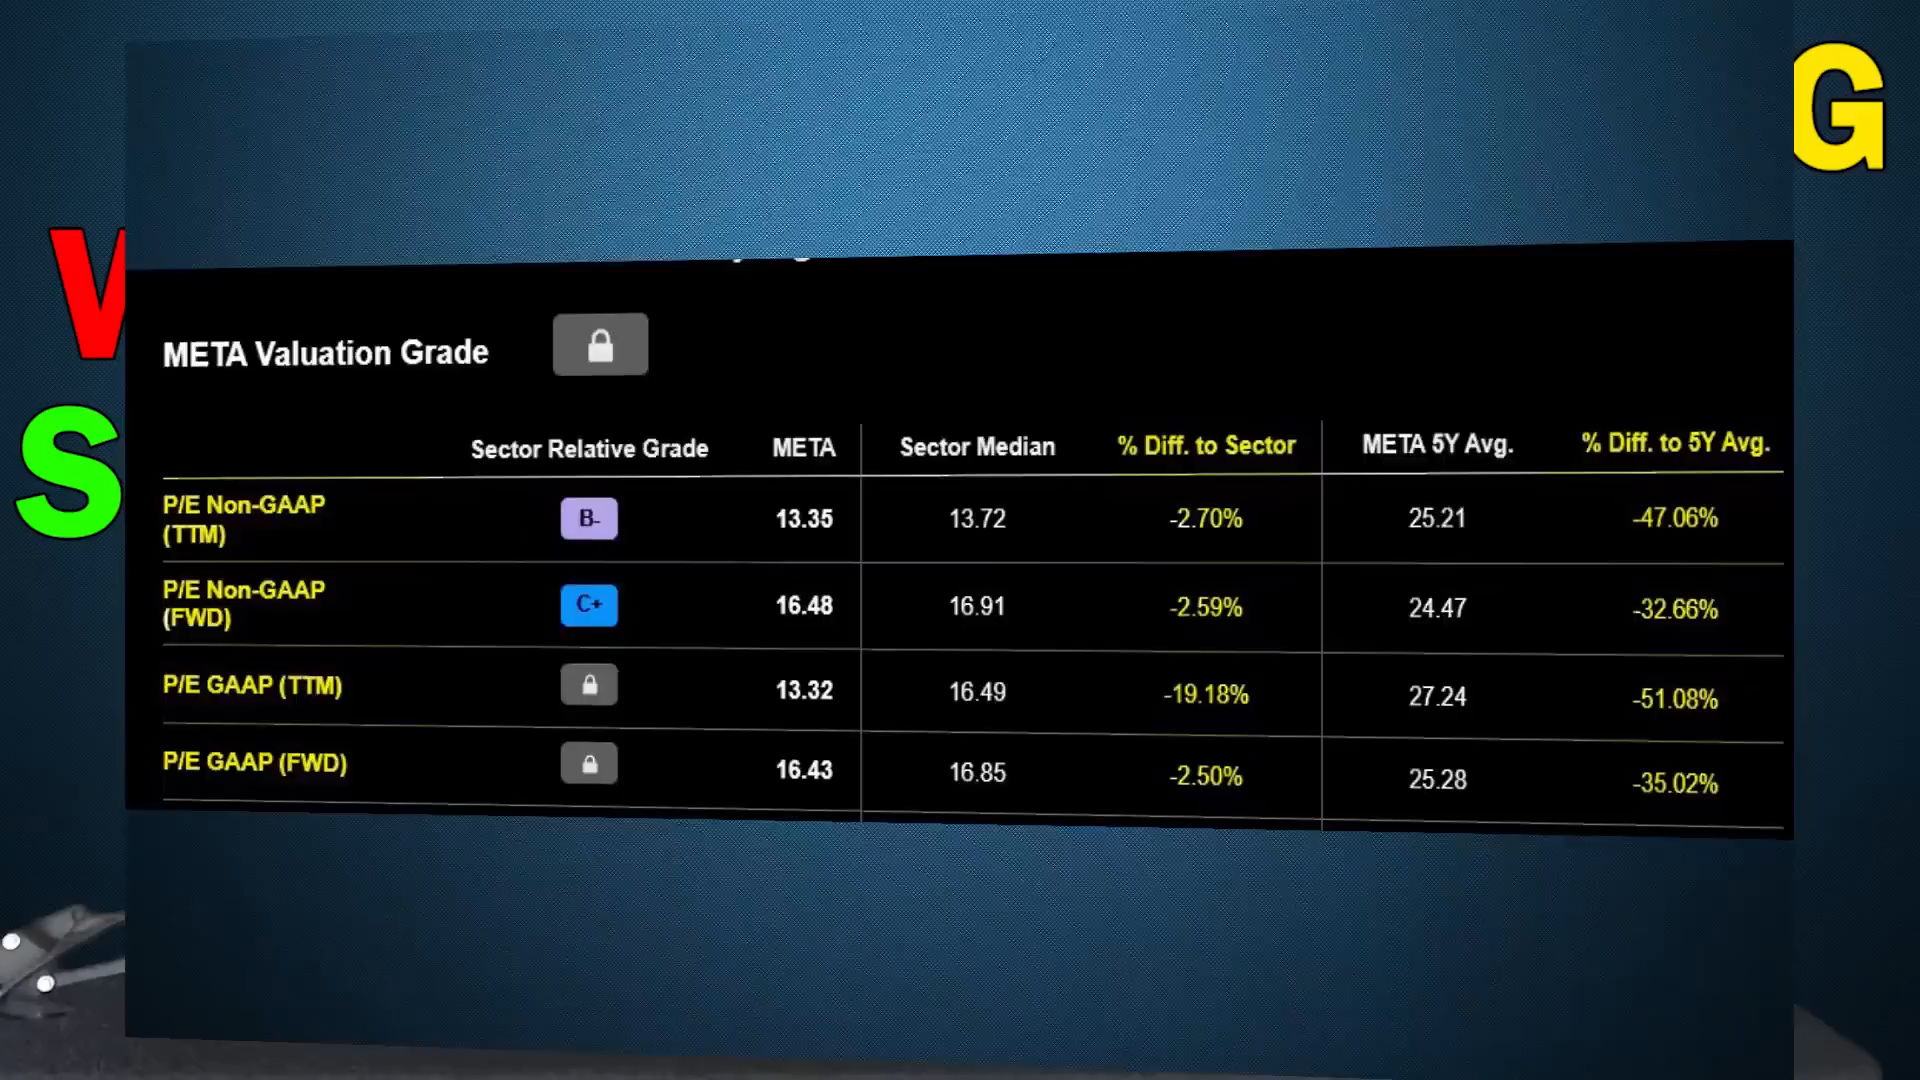 G
S
META Valuation Grade
Sector Relative Grade META Sector Median % Diff. to Sector META 5Y Avg. % Diff. to 5Y Avg.
P/E Non-GAAP
(TTM)
B- 13.35 13.72 -2.70% 25.21 -47.06%
P/E Non-GAAP
(FWD)
C+ 16.48 16.91 -2.59% 24.47 -32.66%
P/E GAAP (TTM) 13.32 16.49 -19.18% 27.24 -51.08%
P/E GAAP (FWD) 16.43 16.85 -2.50% 25.28 -35.02%